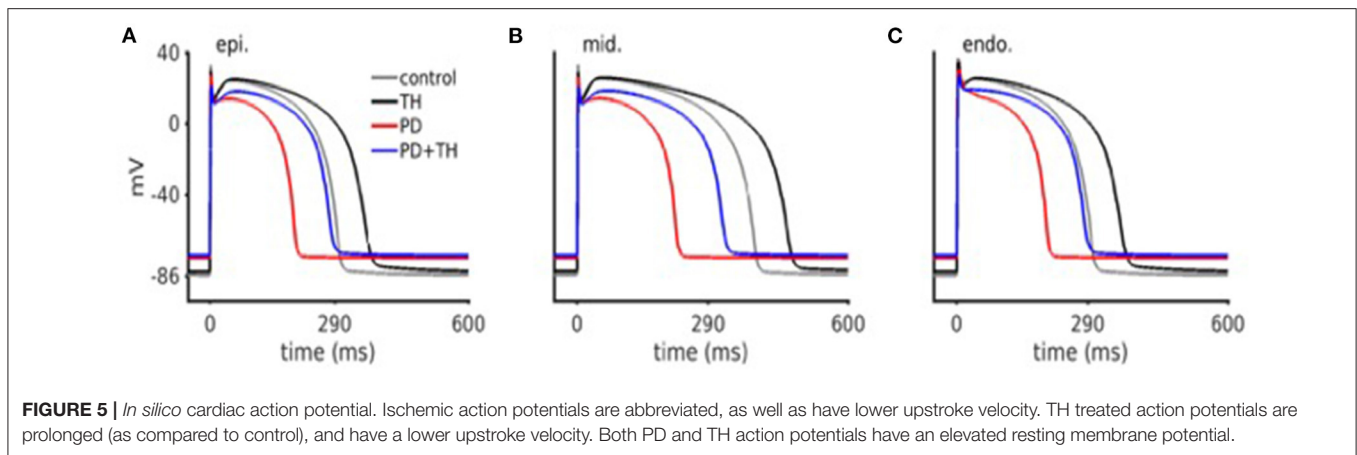 A
epi.
B
mid.
C
endo.
40
0
-40
-86
mV
control
TH
PD
PD+TH
0 290 600
time (ms)
0 290 600
time (ms)
0 290 600
time (ms)
FIGURE 5 | In silico cardiac action potential. Ischemic action potentials are abbreviated, as well as have lower upstroke velocity. TH treated action potentials are
prolonged (as compared to control), and have a lower upstroke velocity. Both PD and TH action potentials have an elevated resting membrane potential.